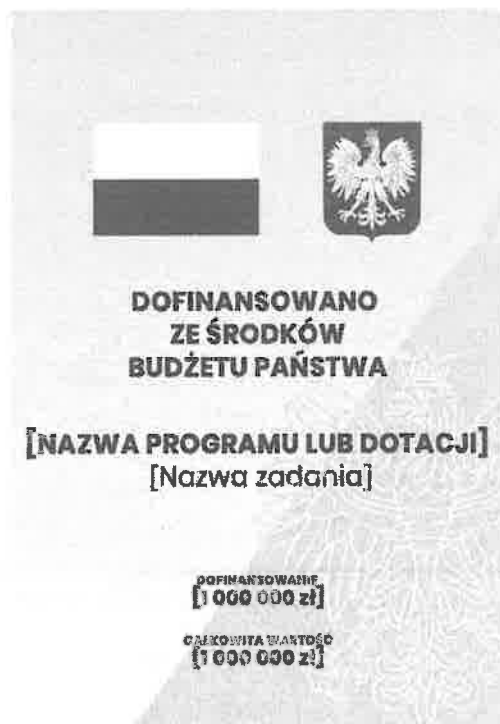 DOFINANSOWANO
ZE ŚRODKÓW
BUDŻETU PAŃSTWA
[NAZWA PROGRAMU LUB DOTACJI]
[Nazwa zadania]
DOFINANSOWANIE
[1 000 000 zł]
CAŁKOWITA WARTOŚĆ
[1 000 000 zł]